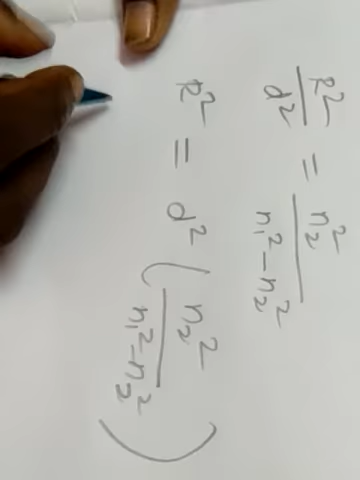 R²/d² = n₂²/n₁²-n₂²
R² = d² (n₂²/n₁²-n₂²)